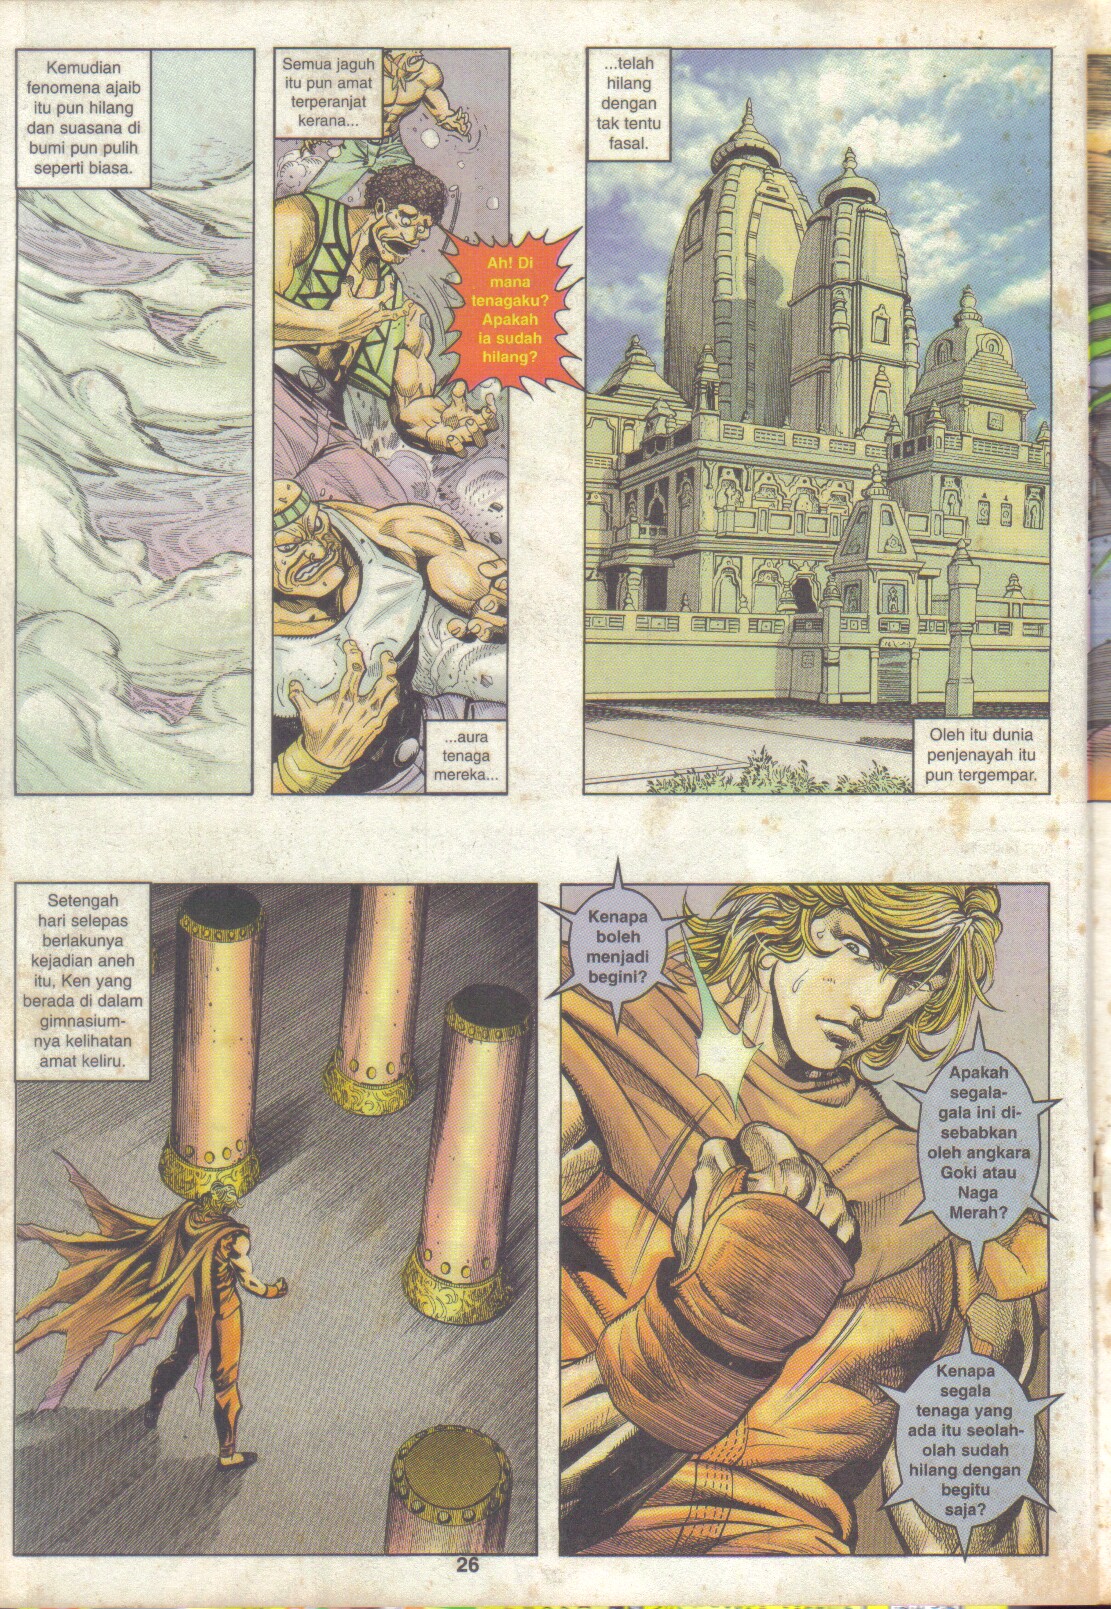 Kemudian
fenomena ajaib
itu pun hilang
dan suasana di
bumi pun pulih
seperti biasa.
Semua jaguh
itu pun amat
terperanjat
kerana...
Ah! Di
mana
tenagaku?
Apakah
ia sudah
hilang?
...aura
tenaga
mereka...
...telah
hilang
dengan
tak tentu
fasal.
Oleh itu dunia
penjenayah itu
pun tergempar.
Setengah
hari selepas
berlakunya
kejadian aneh
itu, Ken yang
berada di dalam
gimnasium-
nya kelihatan
amat keliru.
Kenapa
boleh
menjadi
begini?
Apakah
segala-
gala ini di-
sebabkan
oleh angkara
Goki atau
Naga
Merah?
Kenapa
segala
tenaga yang
ada itu seolah-
olah sudah
hilang dengan
begitu
saja?
26